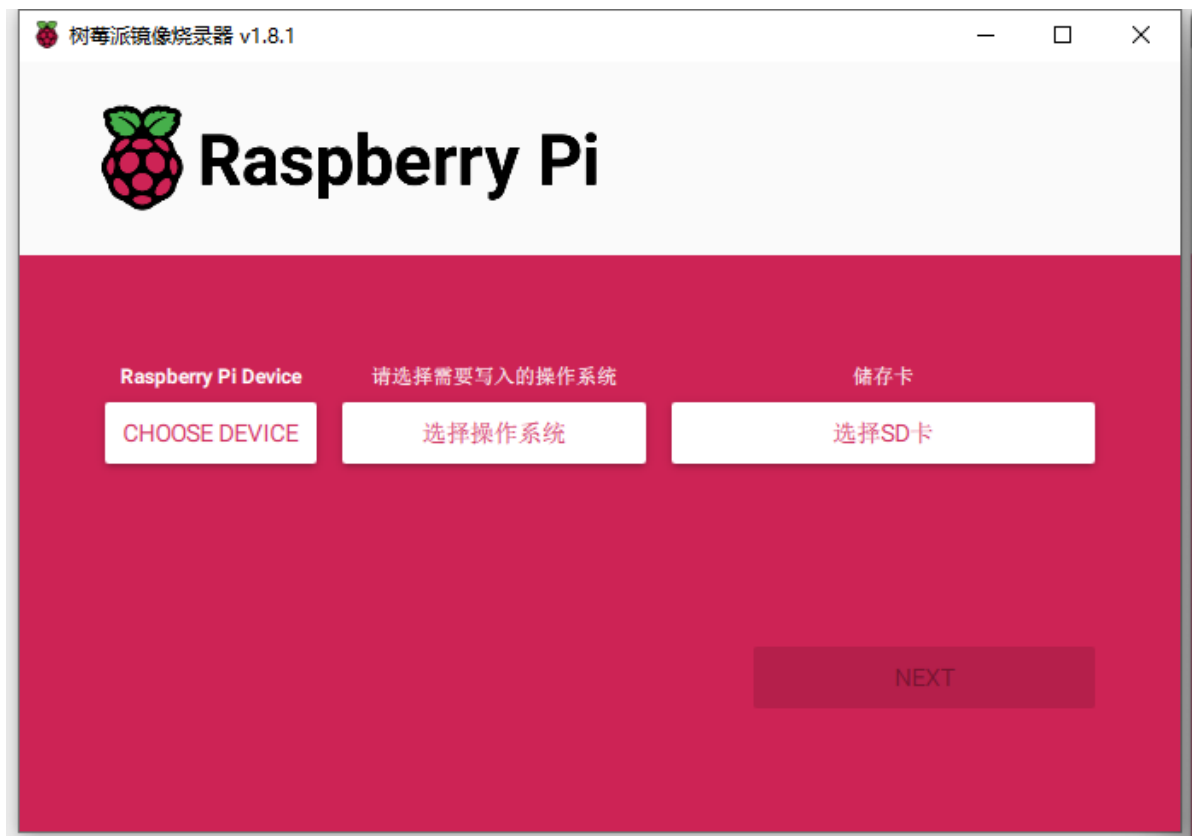 树莓派镜像烧录器 v1.8.1
Raspberry Pi
Raspberry Pi Device
请选择需要写入的操作系统
储存卡
CHOOSE DEVICE
选择操作系统
选择SD卡
NEXT